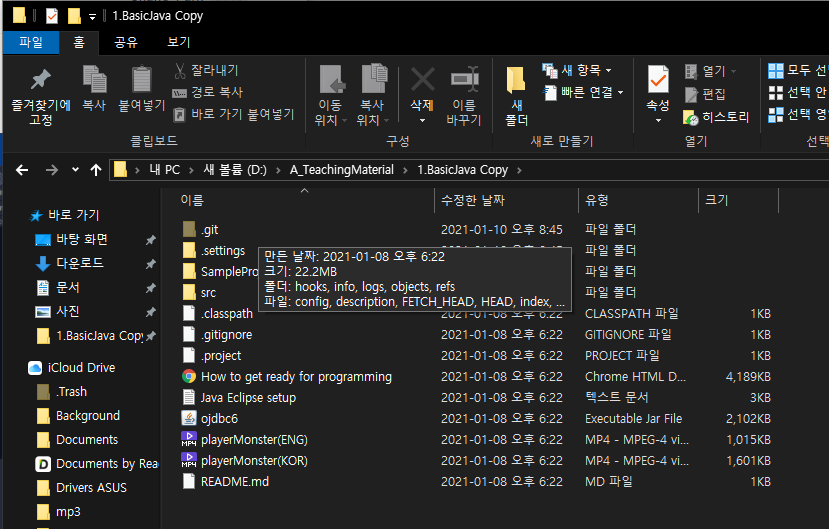 1.BasicJava Copy
파일 홈 공유 보기
즐겨찾기에 고정
복사
붙여넣기
잘라내기
경로 복사
바로 가기 붙여넣기
클립보드
이동 위치
복사 위치
삭제
이름 바꾸기
구성
새 폴더
새 항목
빠른 연결
새로 만들기
속성
열기
편집
히스토리
열기
모두 선택
선택 안
선택 영
선택
내 PC > 새 볼륨 (D:) > A_TeachingMaterial > 1.BasicJava Copy >
이름 수정한 날짜 유형 크기
바로 가기
바탕 화면
다운로드
문서
사진
1.BasicJava Copy
iCloud Drive
.Trash
Background
Documents
Documents by Rea
Drivers ASUS
mp3
.git 2021-01-10 오후 8:45 파일 폴더
.settings 파일 폴더
SamplePro 파일 폴더
src 파일 폴더
만든 날짜: 2021-01-08 오후 6:22
크기: 22.2MB
폴더: hooks, info, logs, objects, refs
파일: config, description, FETCH_HEAD, HEAD, index, ...
.classpath 2021-01-08 오후 6:22 CLASSPATH 파일 1KB
.gitignore 2021-01-08 오후 6:22 GITIGNORE 파일 1KB
.project 2021-01-08 오후 6:22 PROJECT 파일 1KB
How to get ready for programming 2021-01-08 오후 6:22 Chrome HTML D... 4,189KB
Java Eclipse setup 2021-01-08 오후 6:22 텍스트 문서 3KB
ojdbc6 2021-01-08 오후 6:22 Executable Jar File 2,102KB
playerMonster(ENG) 2021-01-08 오후 6:22 MP4 - MPEG-4 vi... 1,015KB
playerMonster(KOR) 2021-01-08 오후 6:22 MP4 - MPEG-4 vi... 1,601KB
README.md 2021-01-08 오후 6:22 MD 파일 1KB